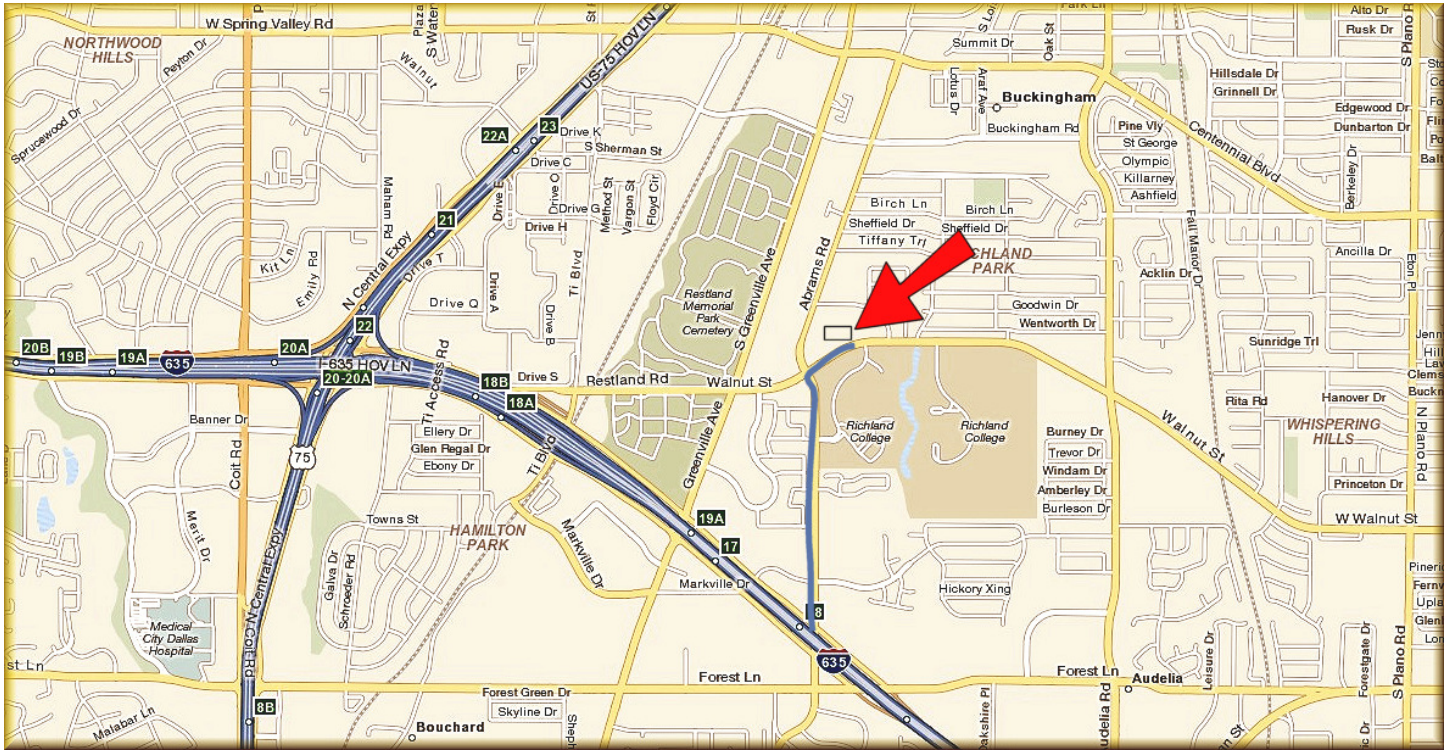 W Spring Valley Rd
NORTHWOOD
HILLS
Peyton Dr
Sprucewood Dr
Plaza
S Water
Walnut
US-75 HOV LN
Summit Dr
Oak St
Alto Dr
Rusk Dr
S Plano R
Hillsdale Dr
Grinnell Dr
Edgewood Dr
Dunbarton Dr
Lotus Dr
Araf Ave
Buckingham
Buckingham Rd
Pine Vly
St George
Olympic
Killarney
Ashfield
Centennial Blvd
Berkeley Dr
22A
23
Drive K
S Sherman St
Drive C
Drive E
Drive O
Drive G
Drive H
Method St
Vargon St
Floyd Cir
Maham Rd
21
N Central Expy
Drive T
Kit Ln
Emily Rd
Drive Q
Drive A
Drive B
Ti Blvd
Birch Ln
Birch Ln
Sheffield Dr
Sheffield Dr
Tiffany Trl
CHLAND
PARK
Fall Manor Dr
Ancilla Dr
Acklin Dr
Eton Pl
Abrams Rd
S Greenville Ave
Restland
Memorial
Park
Cemetery
Goodwin Dr
Wentworth Dr
Sunridge Trl
22
20B
19B
19A
635
20A
I-635 HOV LN
20-20A
Ti Access Rd
18B
18A
Drive S
Restland Rd
Walnut St
Banner Dr
Coit Rd
75
Ellery Dr
Glen Regal Dr
Ebony Dr
Ti Blvd
Greenville Ave
Richland
College
Richland
College
Rita Rd
Hanover Dr
WHISPERING
HILLS
N Plano Rd
Walnut St
Burney Dr
Trevor Dr
Windam Dr
Amberley Dr
Burleson Dr
Princeton Dr
W Walnut St
Merit Dr
Towns St
HAMILTON
PARK
Markville Dr
19A
17
Markville Dr
Galva Dr
Schroeder Rd
N Central Expy
N Coit Rd
Hickory Xing
Medical
City Dallas
Hospital
8
635
st Ln
Forest Ln
Forest Ln
Audelia
Leisure Dr
Forestgate Dr
S Plano Rd
Forest Green Dr
Skyline Dr
8B
Malabar Ln
Bouchard
Sheph
oakshire Pl
udelia Rd